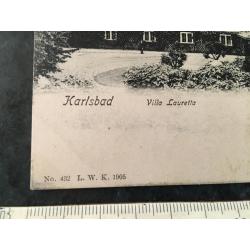 Karlsbad Villa Lauretta
No. 432 L. W. K. 1905